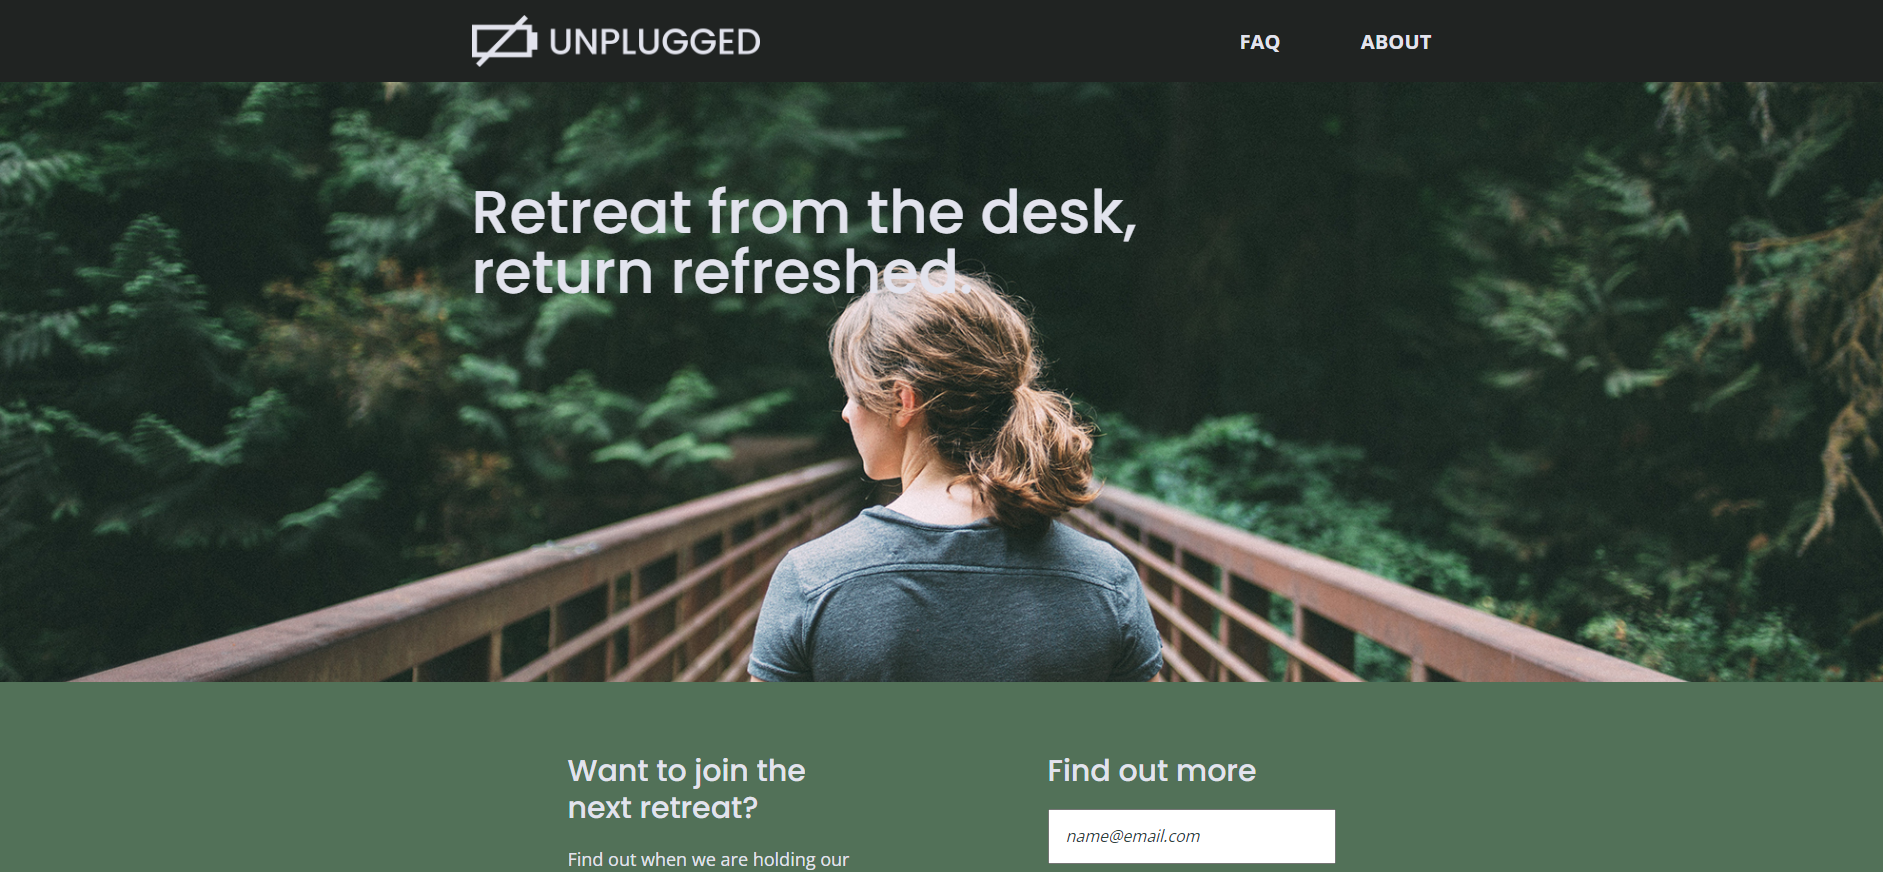 UNPLUGGED
FAQ
ABOUT
Retreat from the desk,
return refreshed.
Want to join the
next retreat?
Find out when we are holding our
Find out more
name@email.com